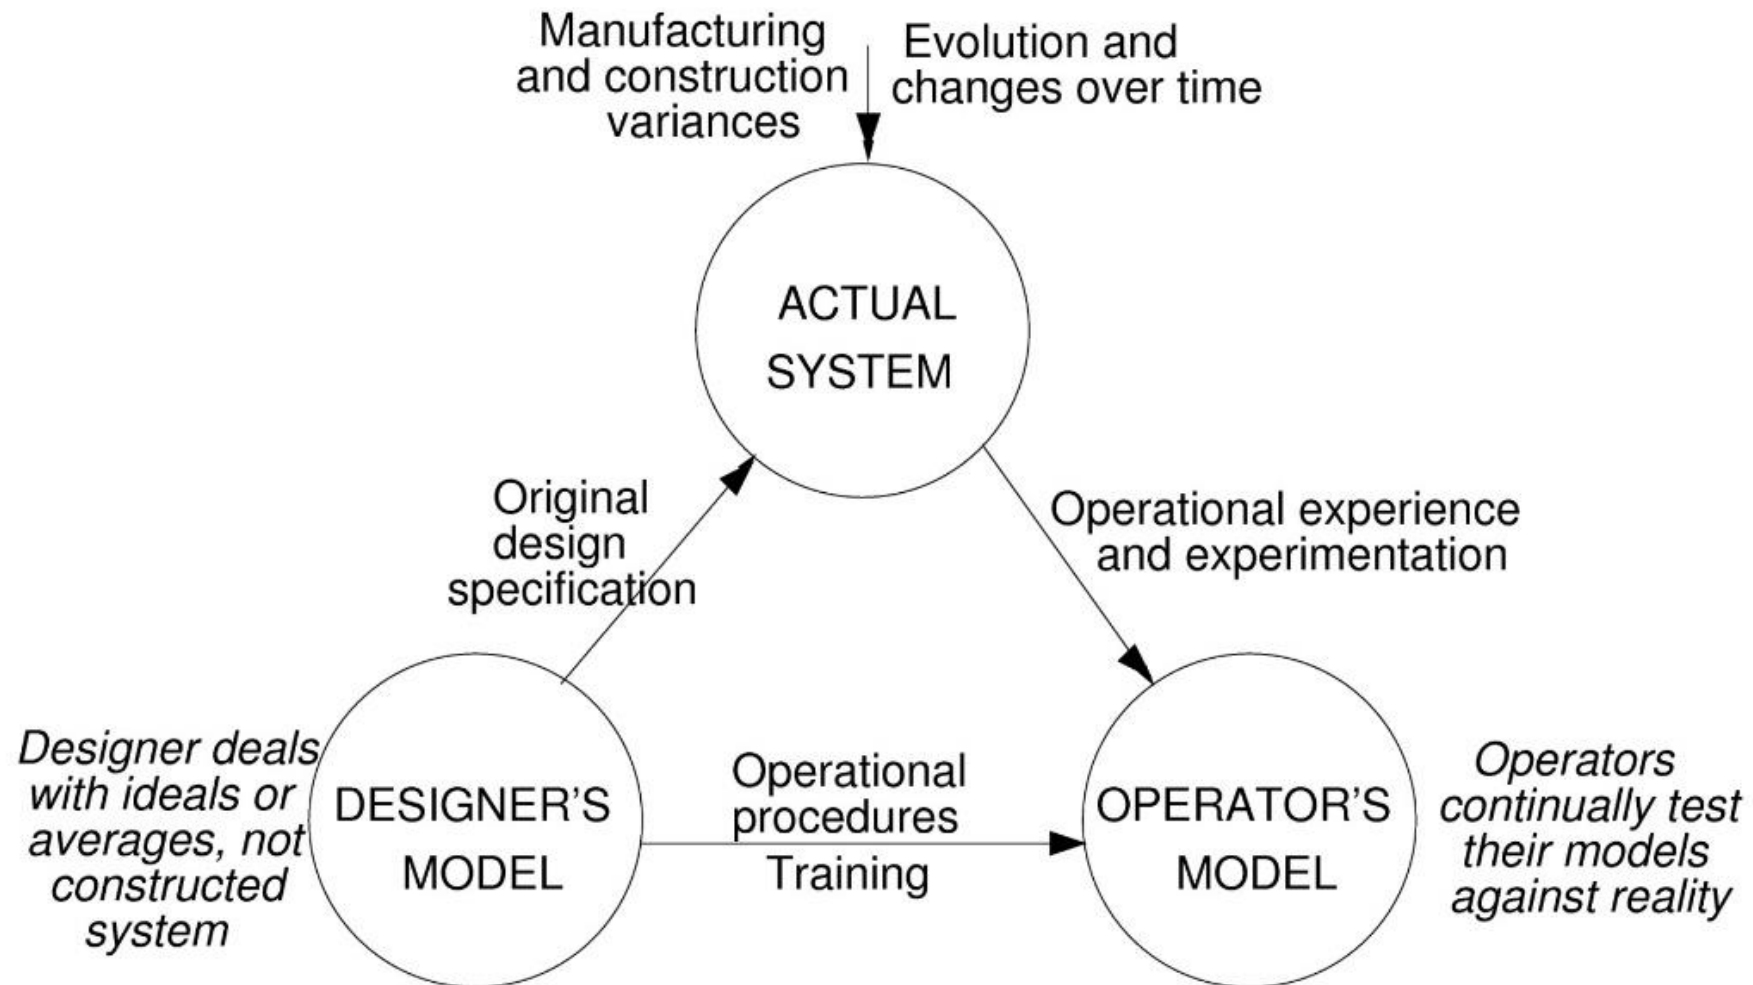 Manufacturing
and construction
variances
Evolution and
changes over time
ACTUAL
SYSTEM
Original
design
specification
Operational experience
and experimentation
Designer deals
with ideals or
averages, not
constructed
system
DESIGNER'S
MODEL
Operational
procedures
Training
OPERATOR'S
MODEL
Operators
continually test
their models
against reality